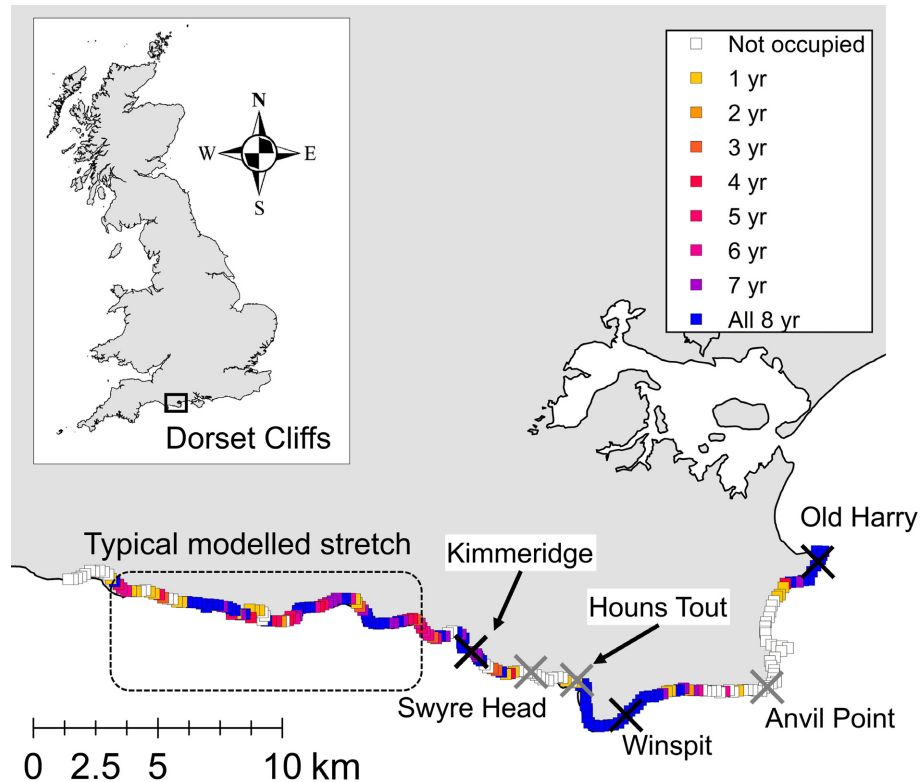 N
W
E
S
Dorset Cliffs
Not occupied
1 yr
2 yr
3 yr
4 yr
5 yr
6 yr
7 yr
All 8 yr
Old Harry
Typical modelled stretch
Kimmeridge
Houns Tout
Swyre Head
Anvil Point
Winspit
0 2.5 5 10 km